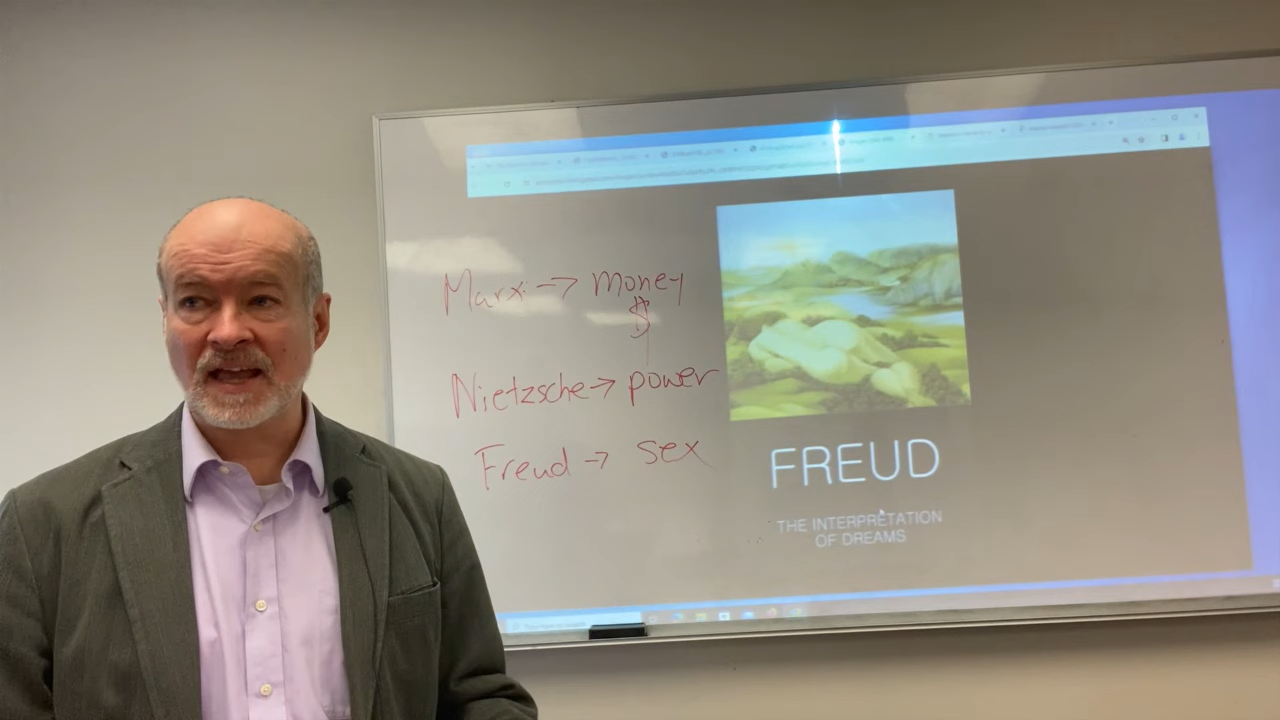 Marx → money
$
Nietzsche → power
Freud → sex
FREUD
THE INTERPRETATION
OF DREAMS